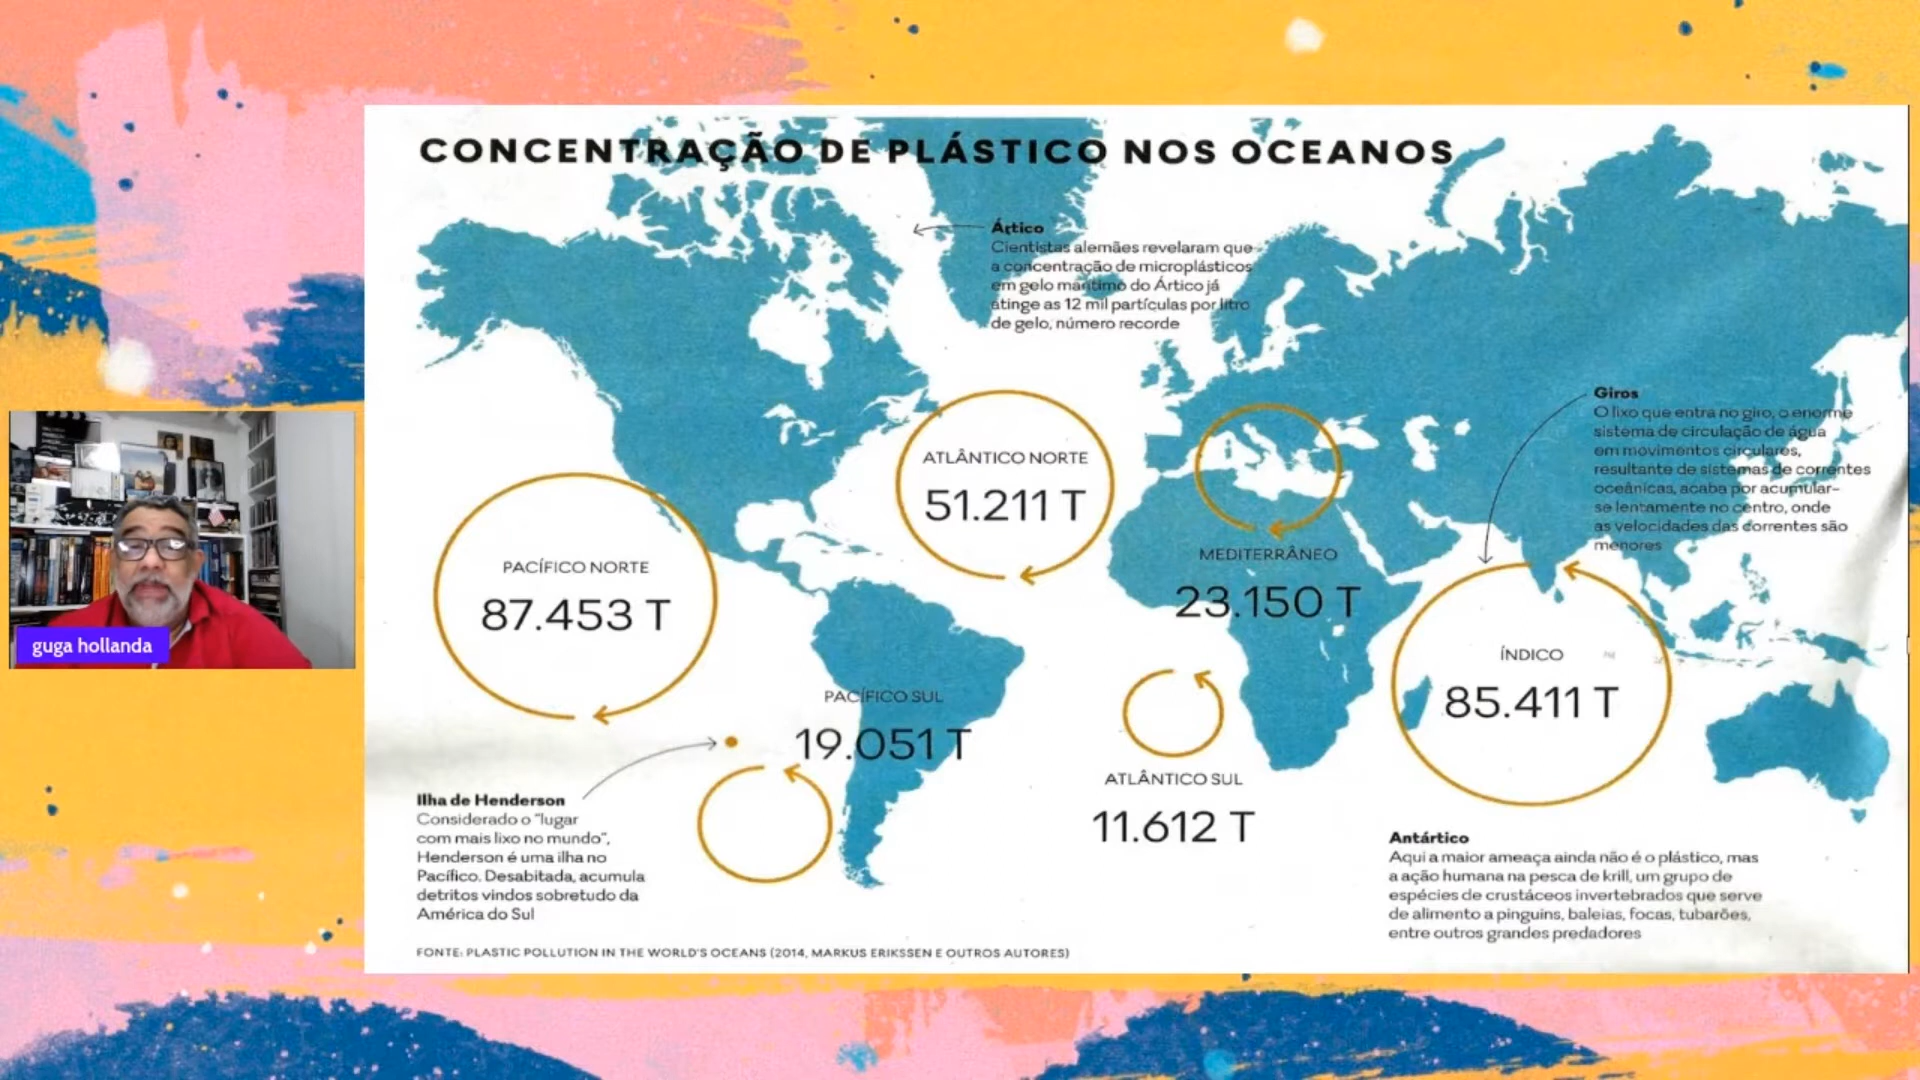 CONCENTRAÇÃO DE PLÁSTICO NOS OCEANOS
Ártico
Cientistas alemães revelaram que
a concentração de microplásticos
em gelo marítimo do Ártico já
atinge as 12 mil partículas por litro
de gelo, número recorde
Giros
O lixo que entra no giro, o enorme
sistema de circulação de água
em movimentos circulares,
resultante de sistemas de correntes
oceânicas, acaba por acumular-
se lentamente no centro, onde
as velocidades das correntes são
menores
ATLÂNTICO NORTE
51.211 T
PACÍFICO NORTE
87.453 T
MEDITERRÂNEO
23.150 T
ÍNDICO
85.411 T
PACÍFICO SUL
19.051 T
ATLÂNTICO SUL
11.612 T
Ilha de Henderson
Considerado o "lugar
com mais lixo no mundo",
Henderson é uma ilha no
Pacífico. Desabitada, acumula
detritos vindos sobretudo da
América do Sul
Antártico
Aqui a maior ameaça ainda não é o plástico, mas
a ação humana na pesca de krill, um grupo de
espécies de crustáceos invertebrados que serve
de alimento a pinguins, baleias, focas, tubarões,
entre outros grandes predadores
FONTE: PLASTIC POLLUTION IN THE WORLD'S OCEANS (2014, MARKUS ERIKSSEN E OUTROS AUTORES)
guga hollanda